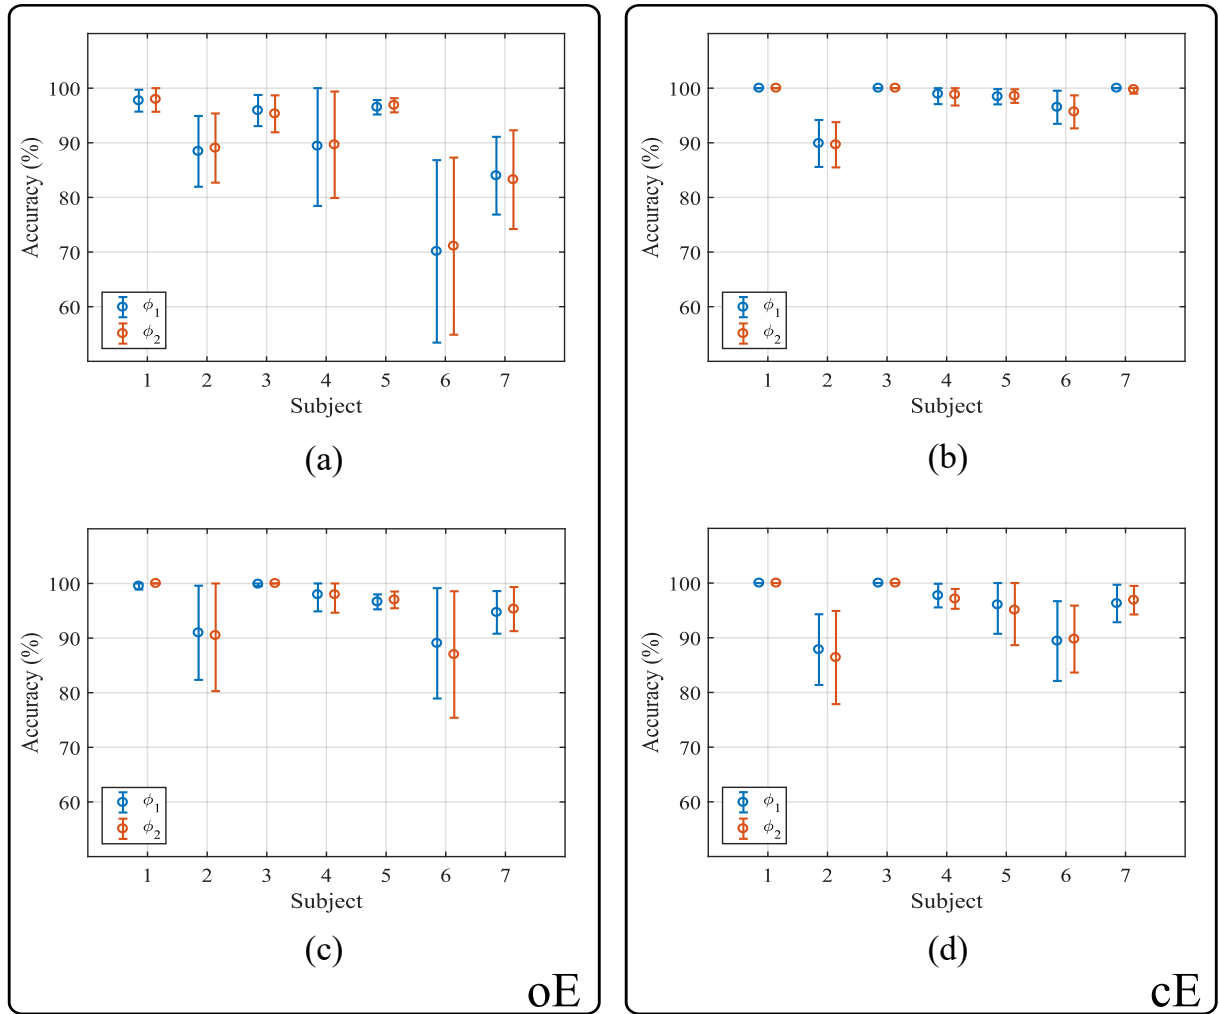 100
90
80
70
60
Accuracy (%)
ϕ1
ϕ2
1 2 3 4 5 6 7
Subject
(a)
100
90
80
70
60
Accuracy (%)
ϕ1
ϕ2
1 2 3 4 5 6 7
Subject
(b)
100
90
80
70
60
Accuracy (%)
ϕ1
ϕ2
1 2 3 4 5 6 7
Subject
(c)
oE
100
90
80
70
60
Accuracy (%)
ϕ1
ϕ2
1 2 3 4 5 6 7
Subject
(d)
cE